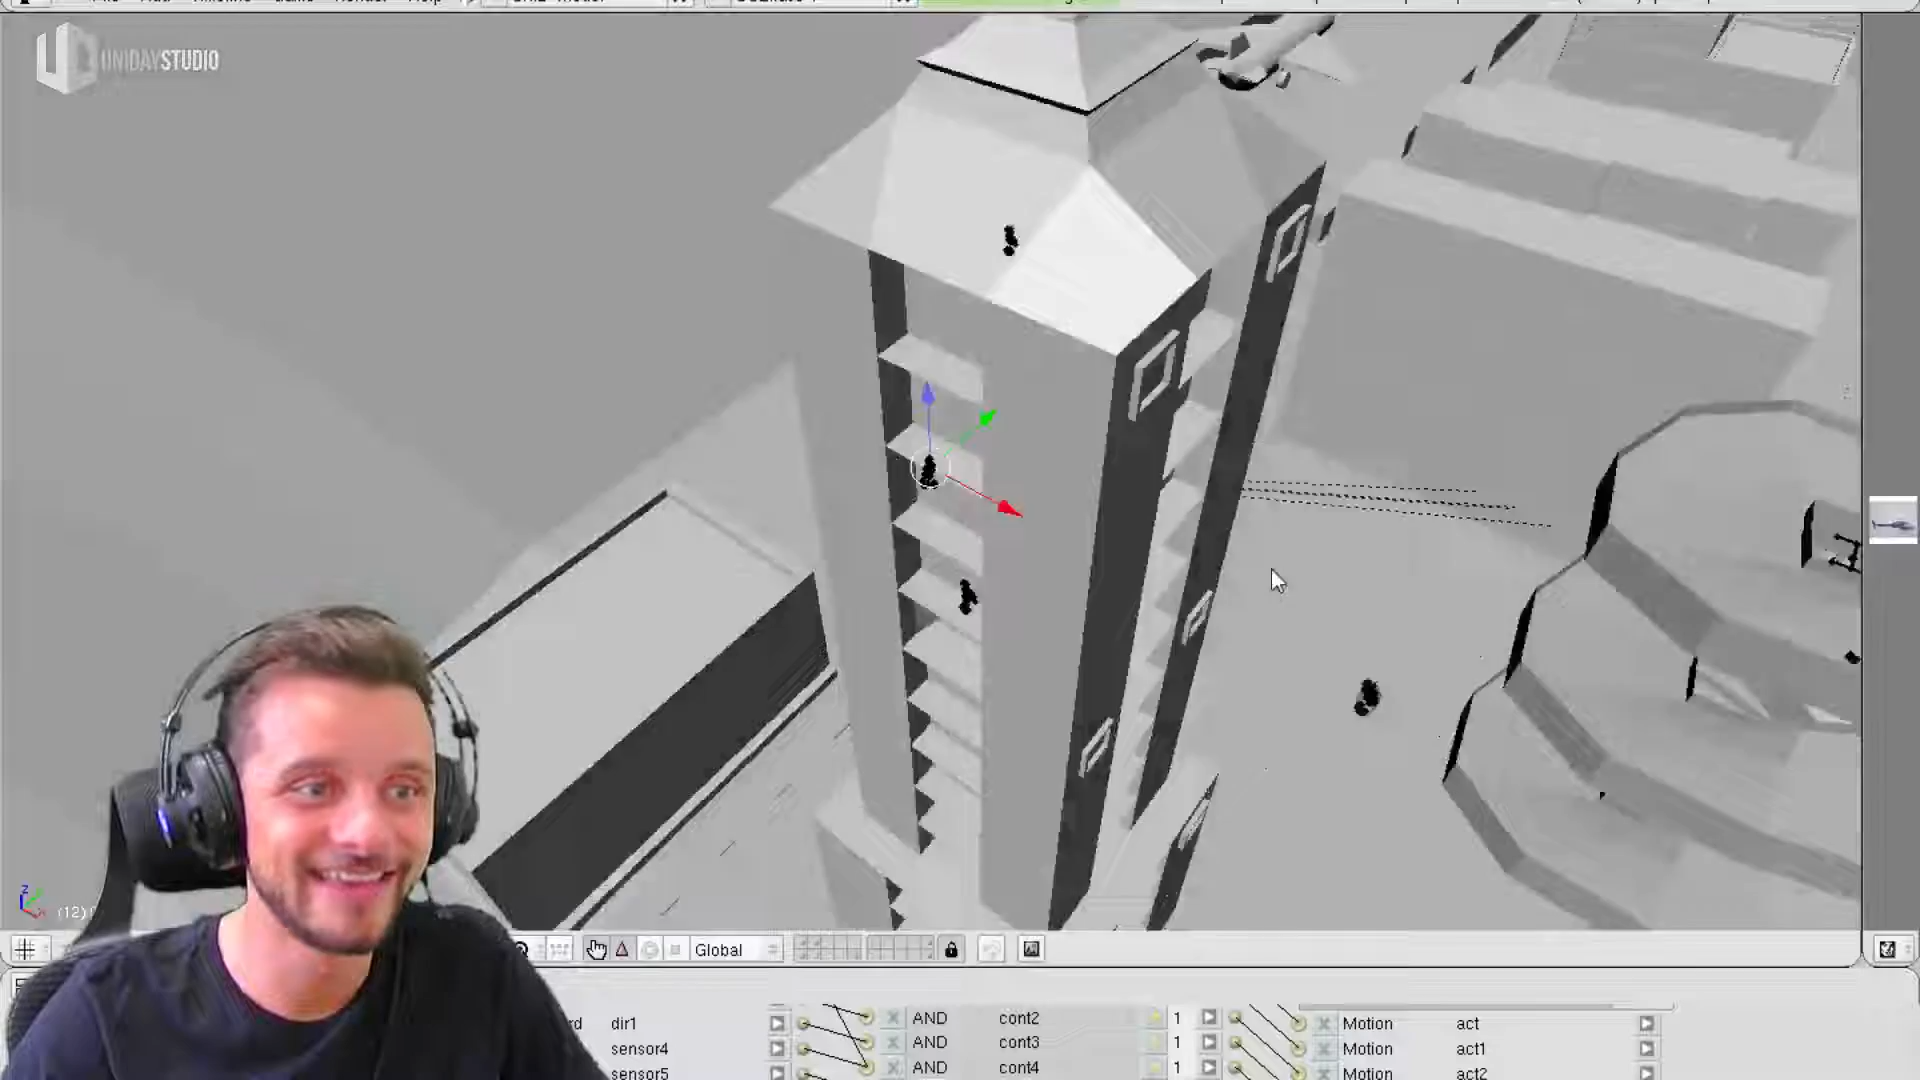 UNIDAYSTUDIO
(12)
Global
dir1
AND
cont2
1
Motion
act
sensor4
AND
cont3
1
Motion
act1
sensor5
AND
cont4
1
Motion
act2